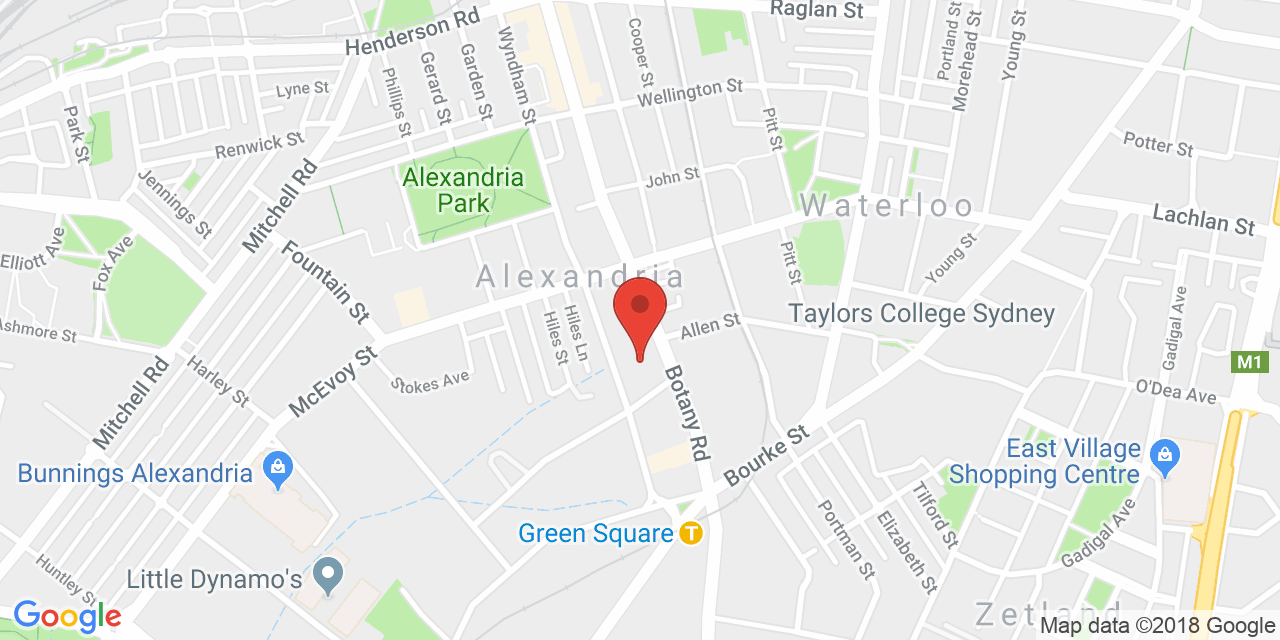 Raglan St
Henderson Rd
Cooper St
Wyndham St
Garden St
Gerard St
Phillips St
Portland St
Morehead St
Young St
Lyne St
Wellington St
Park St
Pitt St
Renwick St
Potter St
Alexandria
Park
John St
Jennings St
Mitchell Rd
Waterloo
Lachlan St
Elliott Ave
Fox Ave
Fountain St
Pitt St
Young St
Alexandria
Ashmore St
Hiles Ln
Hiles St
Allen St
Taylors College Sydney
Gadigal Ave
M1
Mitchell Rd
Harley St
McEvoy St
Stokes Ave
Botany Rd
O'Dea Ave
Bourke St
East Village
Shopping Centre
Bunnings Alexandria
Tilford St
Elizabeth St
Portman St
Gadigal Ave
Green Square
T
Little Dynamo's
Huntley St
Zetland
Google
Map data ©2018 Google